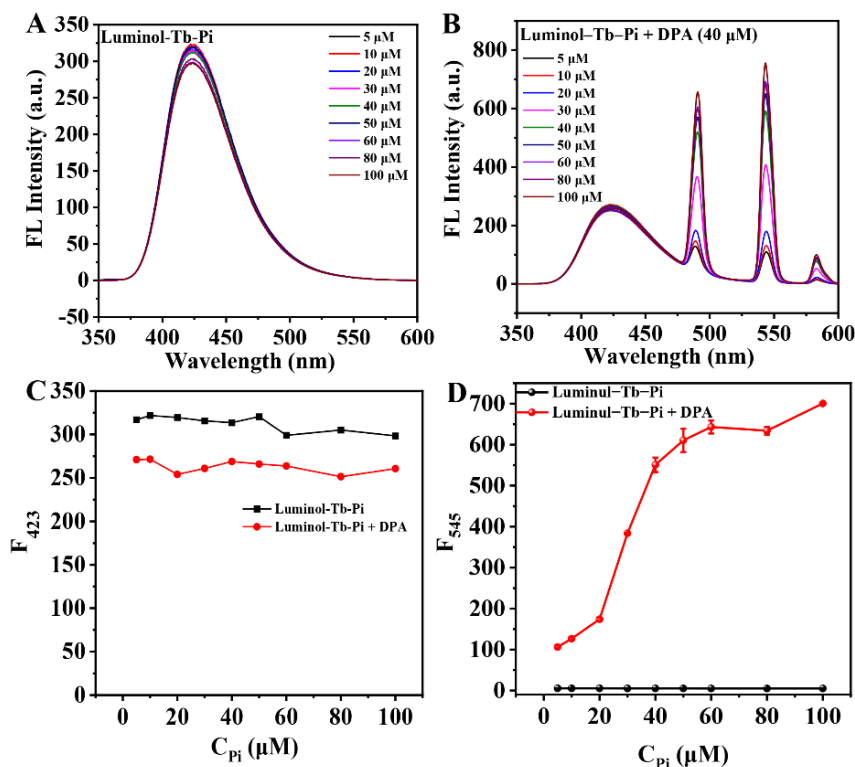 A
Luminol-Tb-Pi
5 μM
10 μM
20 μM
30 μM
40 μM
50 μM
60 μM
80 μM
100 μM
FL Intensity (a.u.)
350
300
250
200
150
100
50
0
-50
350 400 450 500 550 600
Wavelength (nm)
B
Luminol–Tb–Pi + DPA (40 μM)
5 μM
10 μM
20 μM
30 μM
40 μM
50 μM
60 μM
80 μM
100 μM
FL Intensity (a.u.)
800
600
400
200
0
350 400 450 500 550 600
Wavelength (nm)
C
Luminol-Tb-Pi
Luminol-Tb-Pi + DPA
F423
350
300
250
200
150
100
50
0
0 20 40 60 80 100
CPi (μM)
D
Luminul–Tb–Pi
Luminul–Tb–Pi + DPA
F545
700
600
500
400
300
200
100
0
0 20 40 60 80 100
CPi (μM)